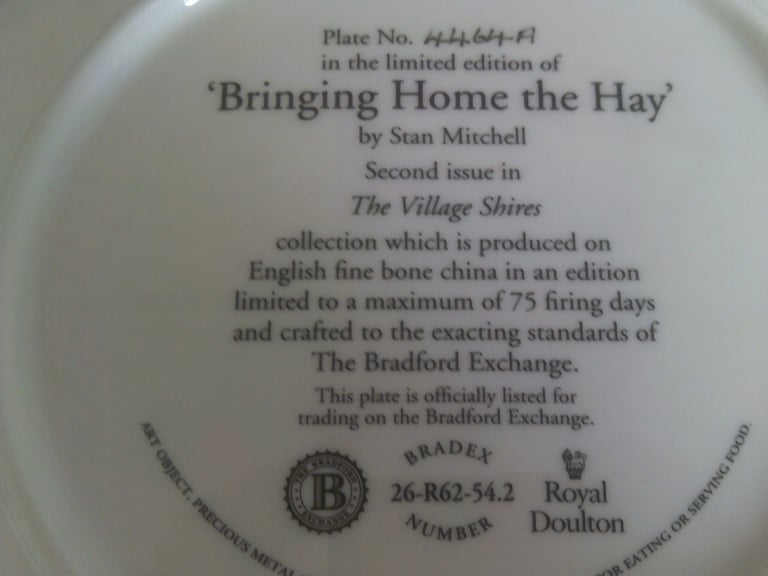 Plate No. 4464A
in the limited edition of
‘Bringing Home the Hay’
by Stan Mitchell
Second issue in
The Village Shires
collection which is produced on
English fine bone china in an edition
limited to a maximum of 75 firing days
and crafted to the exacting standards of
The Bradford Exchange.
This plate is officially listed for
trading on the Bradford Exchange.
THE BRADFORD
B
EXCHANGE
BRADEX
26-R62-54.2
NUMBER
Royal
Doulton
ART OBJECT, PRECIOUS METAL
OR EATING OR SERVING FOOD.